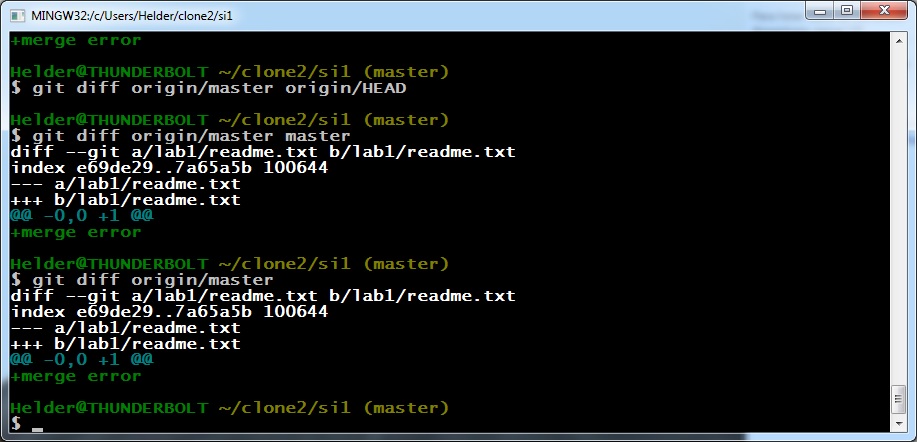 MINGW32:/c/Users/Helder/clone2/si1
+merge error
Helder@THUNDERBOLT ~/clone2/si1 (master)
$ git diff origin/master origin/HEAD
Helder@THUNDERBOLT ~/clone2/si1 (master)
$ git diff origin/master master
diff --git a/lab1/readme.txt b/lab1/readme.txt
index e69de29..7a65a5b 100644
--- a/lab1/readme.txt
+++ b/lab1/readme.txt
@@ -0,0 +1 @@
+merge error
Helder@THUNDERBOLT ~/clone2/si1 (master)
$ git diff origin/master
diff --git a/lab1/readme.txt b/lab1/readme.txt
index e69de29..7a65a5b 100644
--- a/lab1/readme.txt
+++ b/lab1/readme.txt
@@ -0,0 +1 @@
+merge error
Helder@THUNDERBOLT ~/clone2/si1 (master)
$